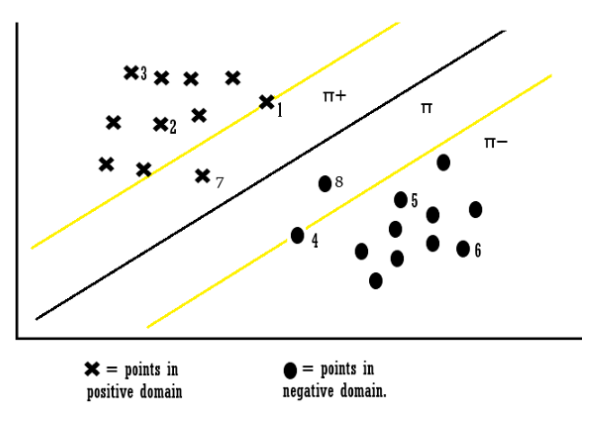 3
1
π+
π
2
π−
7
8
5
4
6
= points in
positive domain
= points in
negative domain.